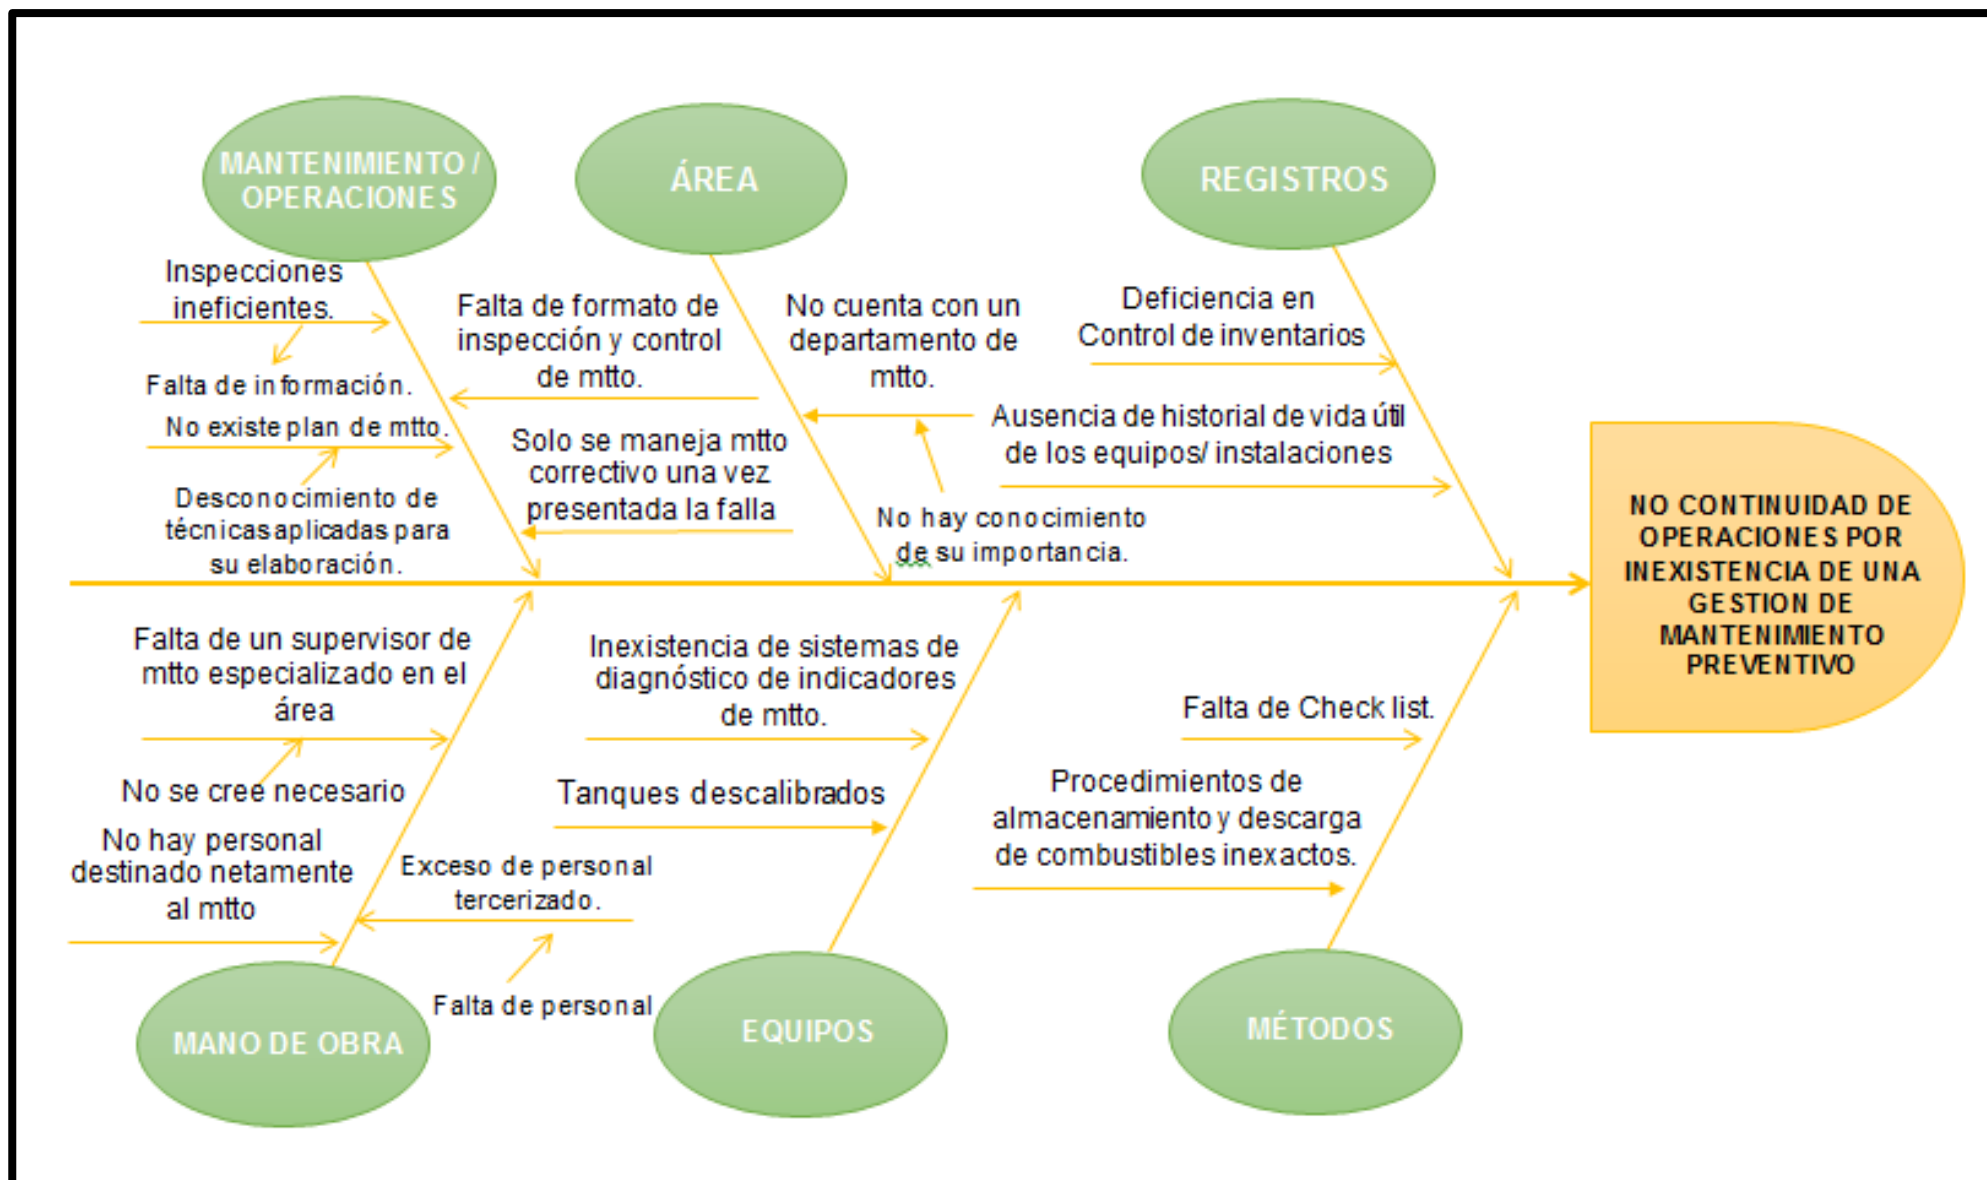 MANTENIMIENTO /
OPERACIONES
ÁREA
REGISTROS
Inspecciones
ineficientes.
Falta de información.
No existe plan de mtto.
Desconocimiento de
técnicas aplicadas para
su elaboración.
Falta de formato de
inspección y control
de mtto.
Solo se maneja mtto
correctivo una vez
presentada la falla
No cuenta con un
departamento de
mtto.
No hay conocimiento
de su importancia.
Deficiencia en
Control de inventarios
Ausencia de historial de vida útil
de los equipos/ instalaciones
NO CONTINUIDAD DE
OPERACIONES POR
INEXISTENCIA DE UNA
GESTION DE
MANTENIMIENTO
PREVENTIVO
Falta de un supervisor de
mtto especializado en el
área
No se cree necesario
No hay personal
destinado netamente
al mtto
Exceso de personal
tercerizado.
Falta de personal
Inexistencia de sistemas de
diagnóstico de indicadores
de mtto.
Tanques descalibrados
Falta de Check list.
Procedimientos de
almacenamiento y descarga
de combustibles inexactos.
MANO DE OBRA
EQUIPOS
MÉTODOS